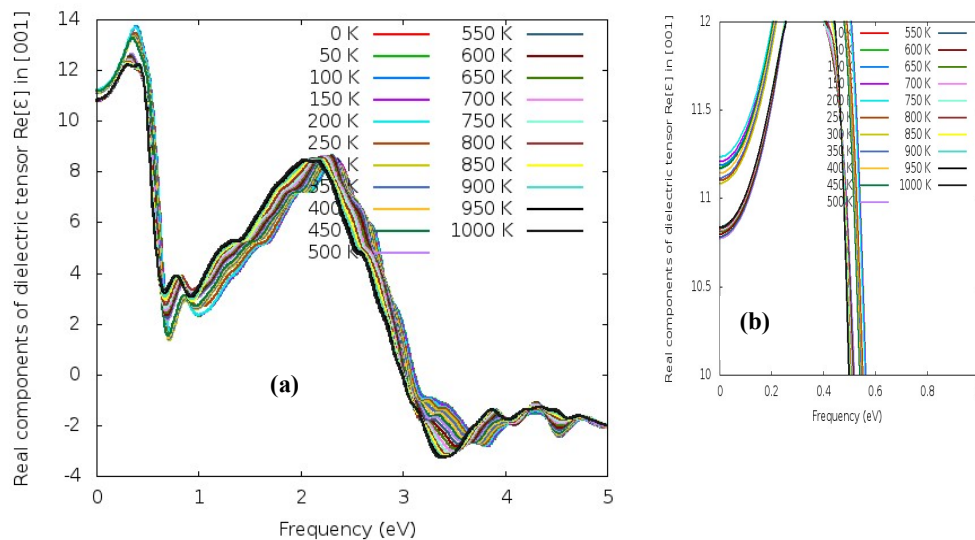 Real components of dielectric tensor Re[Ɛ] in [001]
14
12
10
8
6
4
2
0
-2
-4
0 1 2 3 4 5
Frequency (eV)
0 K
50 K
100 K
150 K
200 K
250 K
K
K
400
450
500 K
550 K
600 K
650 K
700 K
750 K
800 K
850 K
900 K
950 K
1000 K
(a)
(b)
Real components of dielectric tensor Re[Ɛ] in [001]
12
11.5
11
10.5
10
0 0.2 0.4 0.6 0.8
Frequency (eV)
K
K
K
K
200 K
250 K
300 K
350 K
400 K
450 K
500 K
550 K
600 K
650 K
700 K
750 K
800 K
850 K
900 K
950 K
1000 K
(b)